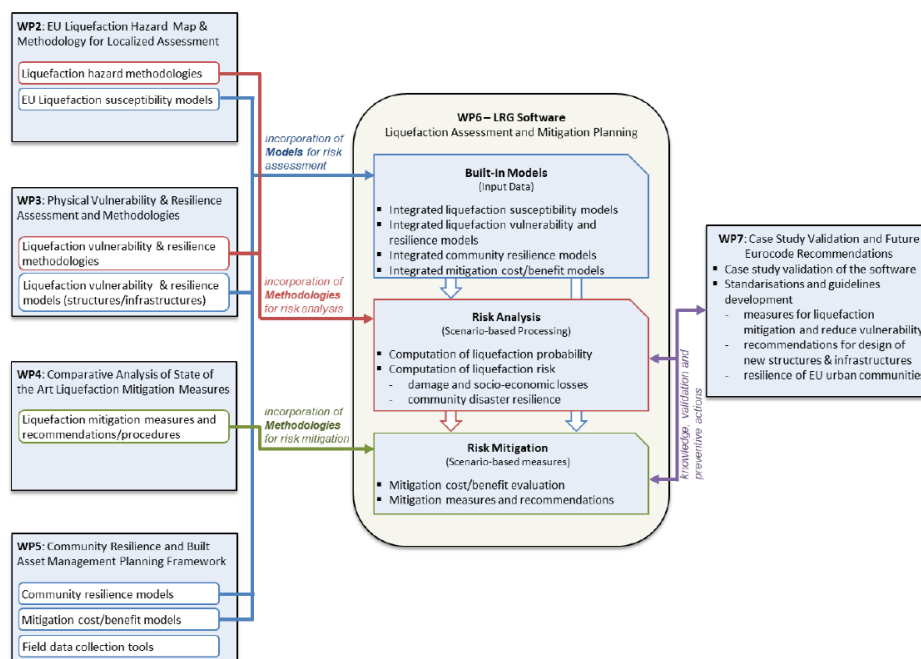 WP2: EU Liquefaction Hazard Map &
Methodology for Localized Assessment
Liquefaction hazard methodologies
EU Liquefaction susceptibility models
WP3: Physical Vulnerability & Resilience
Assessment and Methodologies
Liquefaction vulnerability & resilience
methodologies
Liquefaction vulnerability & resilience
models (structures/infrastructures)
WP4: Comparative Analysis of State of
the Art Liquefaction Mitigation Measures
Liquefaction mitigation measures and
recommendations/procedures
WP5: Community Resilience and Built
Asset Management Planning Framework
Community resilience models
Mitigation cost/benefit models
Field data collection tools
incorporation of
Models for risk
assessment
incorporation of
Methodologies
for risk analysis
incorporation of
Methodologies
for risk mitigation
WP6 – LRG Software
Liquefaction Assessment and Mitigation Planning
Built-in Models
(Input Data)
▪ Integrated liquefaction susceptibility models
▪ Integrated liquefaction vulnerability and
resilience models
▪ Integrated community resilience models
▪ Integrated mitigation cost/benefit models
Risk Analysis
(Scenario-based Processing)
▪ Computation of liquefaction probability
▪ Computation of liquefaction risk
- damage and socio-economic losses
- community disaster resilience
Risk Mitigation
(Scenario-based measures)
▪ Mitigation cost/benefit evaluation
▪ Mitigation measures and recommendations
knowledge, validation and
preventive actions
WP7: Case Study Validation and Future
Eurocode Recommendations
▪ Case study validation of the software
▪ Standarisations and guidelines
development
- measures for liquefaction
mitigation and reduce vulnerability
- recommendations for design of
new structures & infrastructures
- resilience of EU urban communities